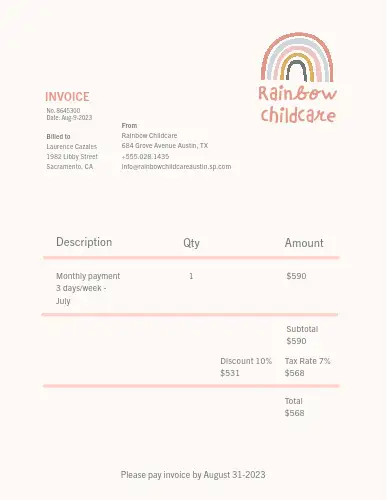 Rainbow
childcare
INVOICE
No. 8645300
Date: Aug-9-2023
Billed to
Laurence Cazales
1982 Libby Street
Sacramento, CA
From
Rainbow Childcare
684 Grove Avenue Austin, TX
+555.028.1435
info@rainbowchildcareaustin.sp.com
Description Qty Amount
Monthly payment 1 $590
3 days/week -
July
Subtotal
$590
Discount 10% Tax Rate 7%
$531 $568
Total
$568
Please pay invoice by August 31-2023